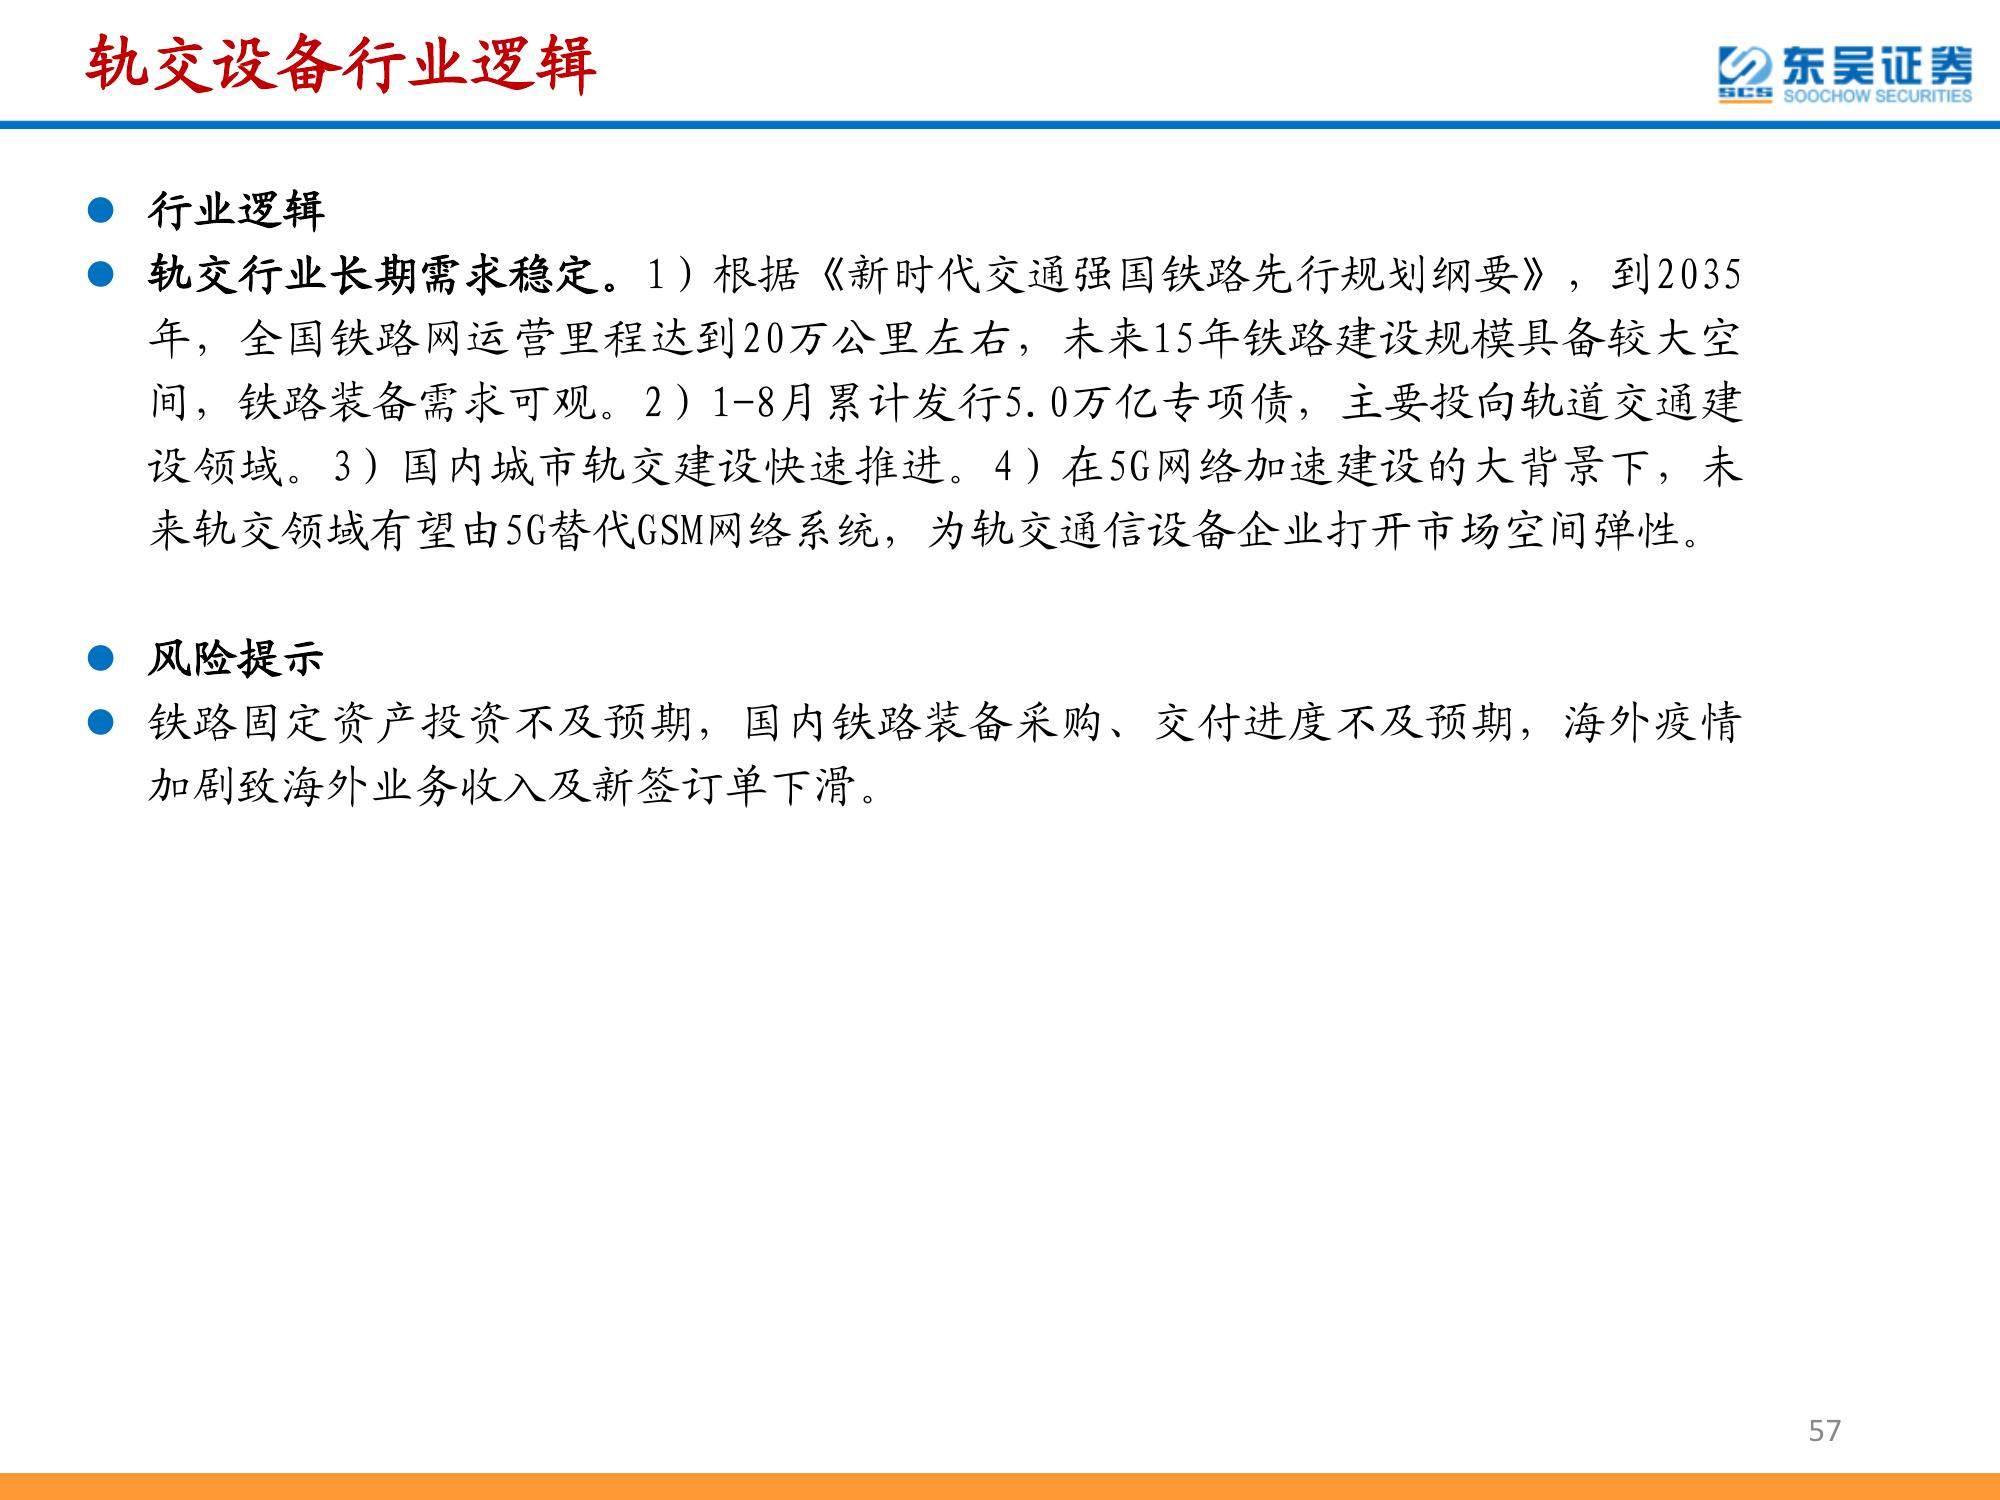 轨交设备行业逻辑
东吴证券
SCS
SOOCHOW SECURITIES
● 行业逻辑
● 轨交行业长期需求稳定。1）根据《新时代交通强国铁路先行规划纲要》，到2035
年，全国铁路网运营里程达到20万公里左右，未来15年铁路建设规模具备较大空
间，铁路装备需求可观。2）1-8月累计发行5.0万亿专项债，主要投向轨道交通建
设领域。3）国内城市轨交建设快速推进。4）在5G网络加速建设的大背景下，未
来轨交领域有望由5G替代GSM网络系统，为轨交通信设备企业打开市场空间弹性。
● 风险提示
● 铁路固定资产投资不及预期，国内铁路装备采购、交付进度不及预期，海外疫情
加剧致海外业务收入及新签订单下滑。
57